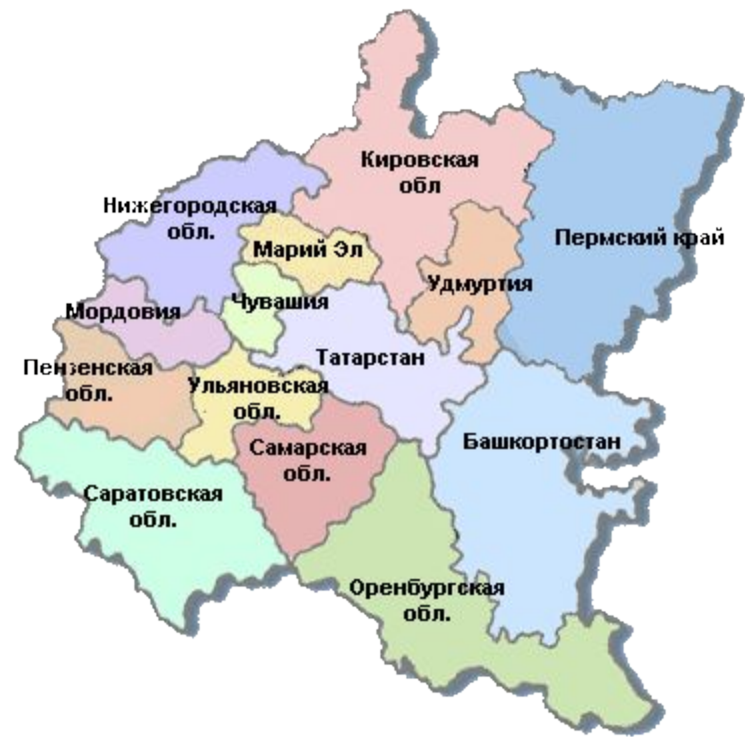 Кировская
обл
Нижегородская
обл.
Марий Эл
Пермский край
Удмуртия
Чувашия
Мордовия
Татарстан
Пензенская
обл.
Ульяновская
обл.
Башкортостан
Самарская
обл.
Саратовская
обл.
Оренбургская
обл.